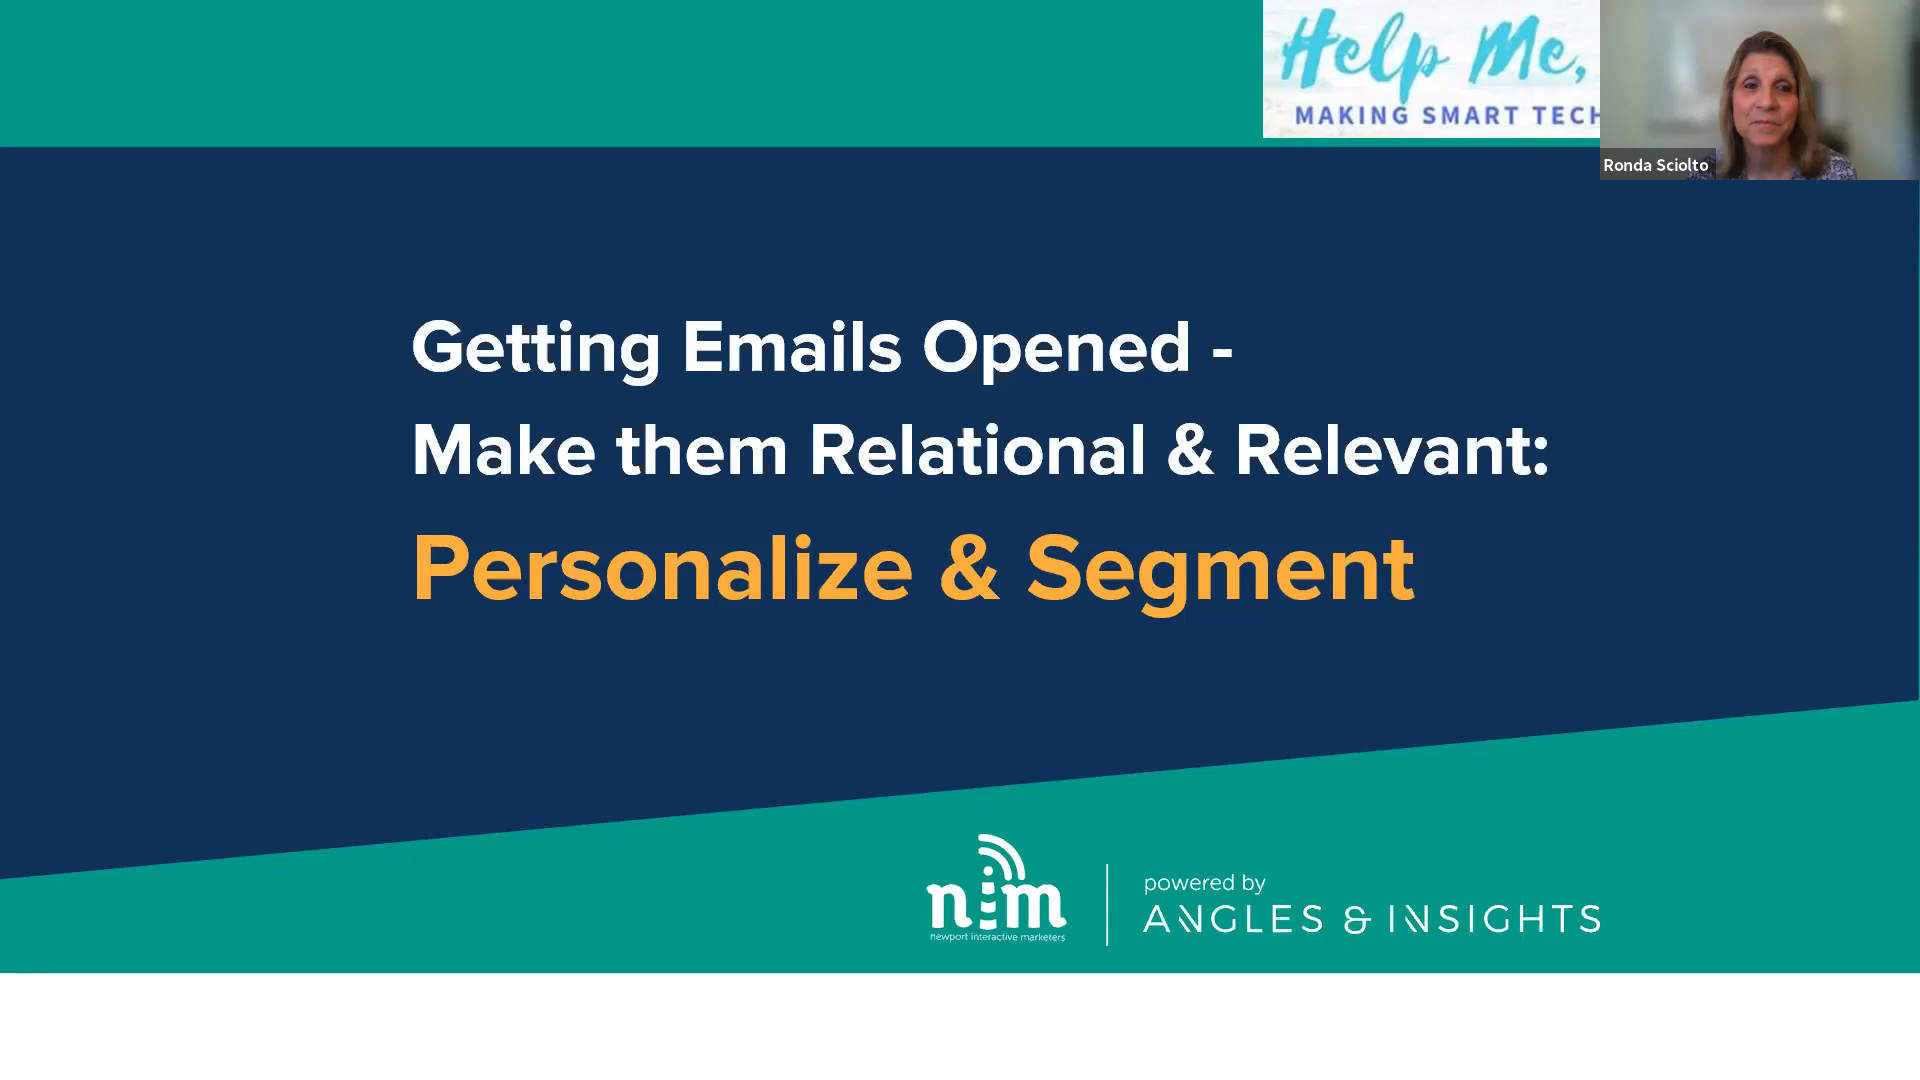 Help Me,
MAKING SMART TECH
Ronda Sciolto
Getting Emails Opened -
Make them Relational & Relevant:
Personalize & Segment
nim
newport interactive marketers
powered by
ANGLES & INSIGHTS